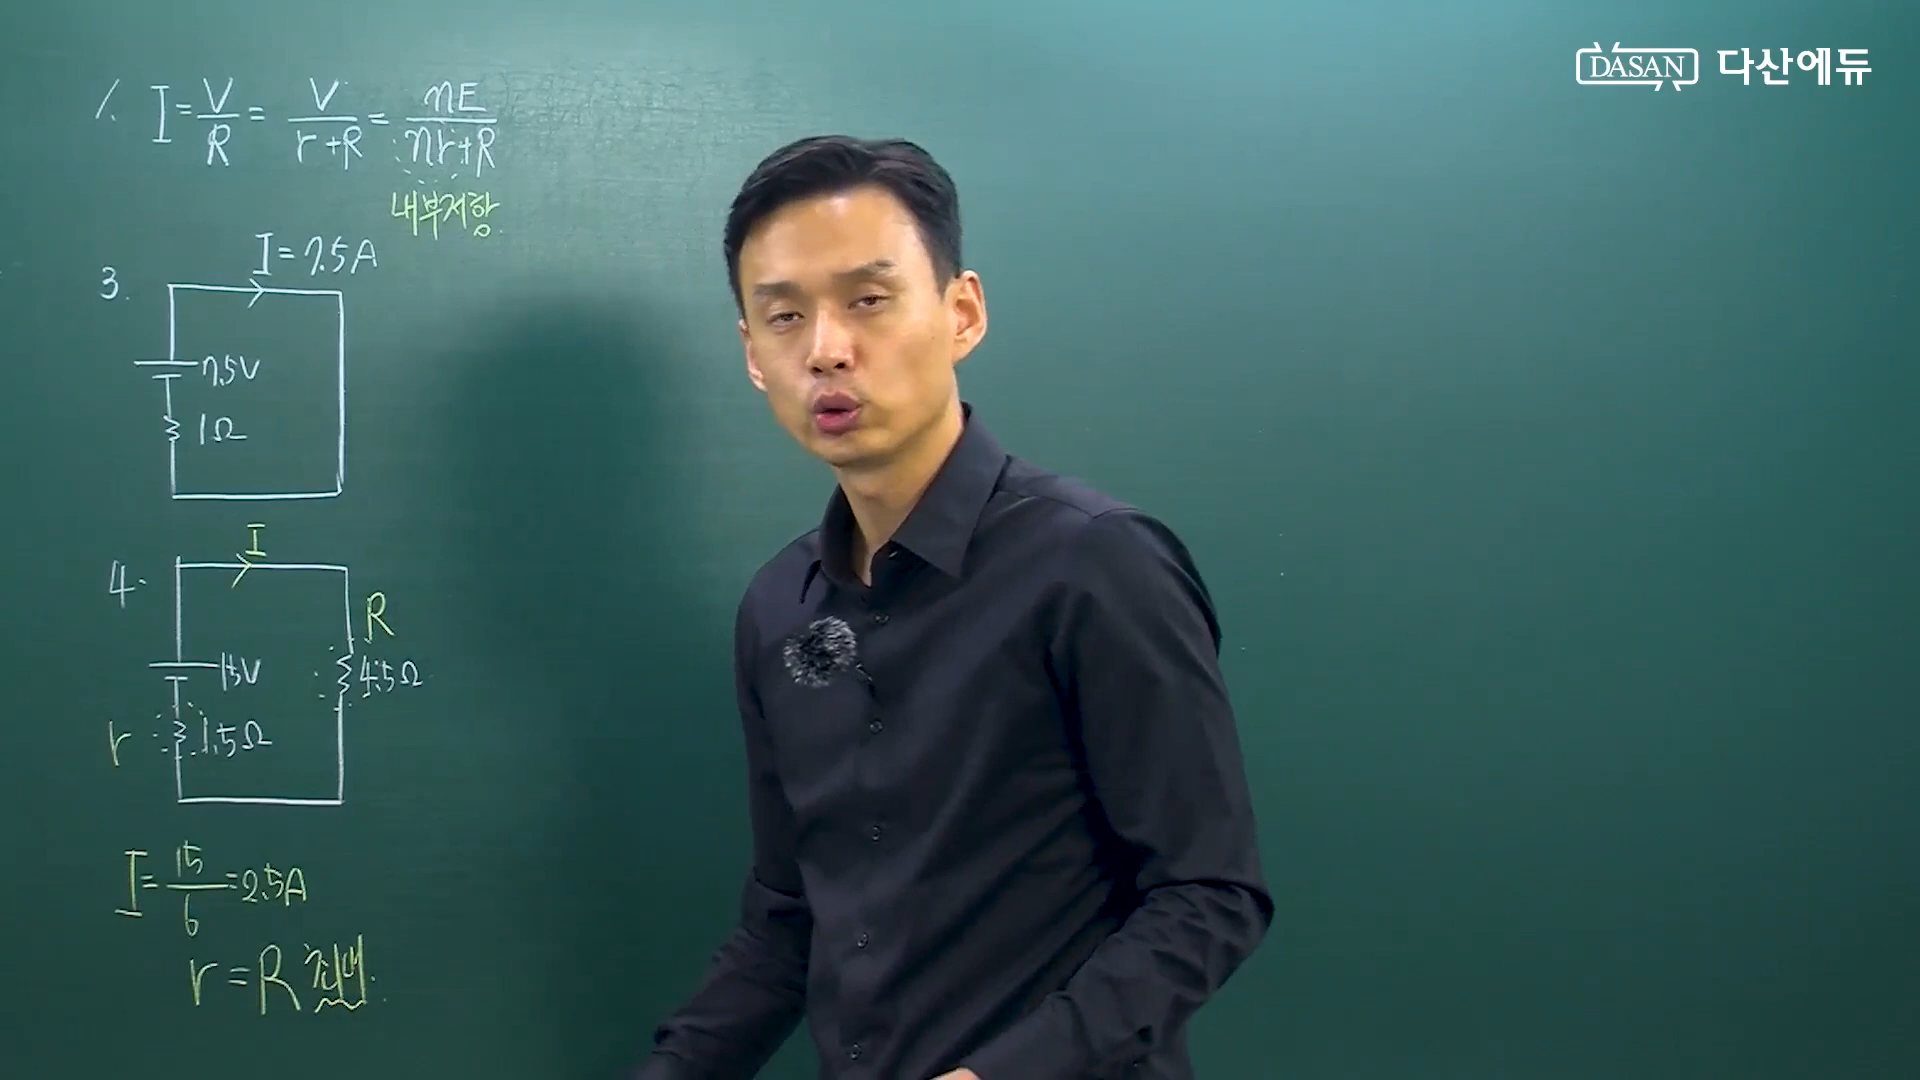 DASAN 다산에듀
1. I = V/R = V/(r+R) = nE/(nr+R)
내부저항
3. I = 7.5A
7.5V
1Ω
4. I
R
15V 4.5Ω
r 1.5Ω
I = 15/6 = 2.5A
r = R 최대